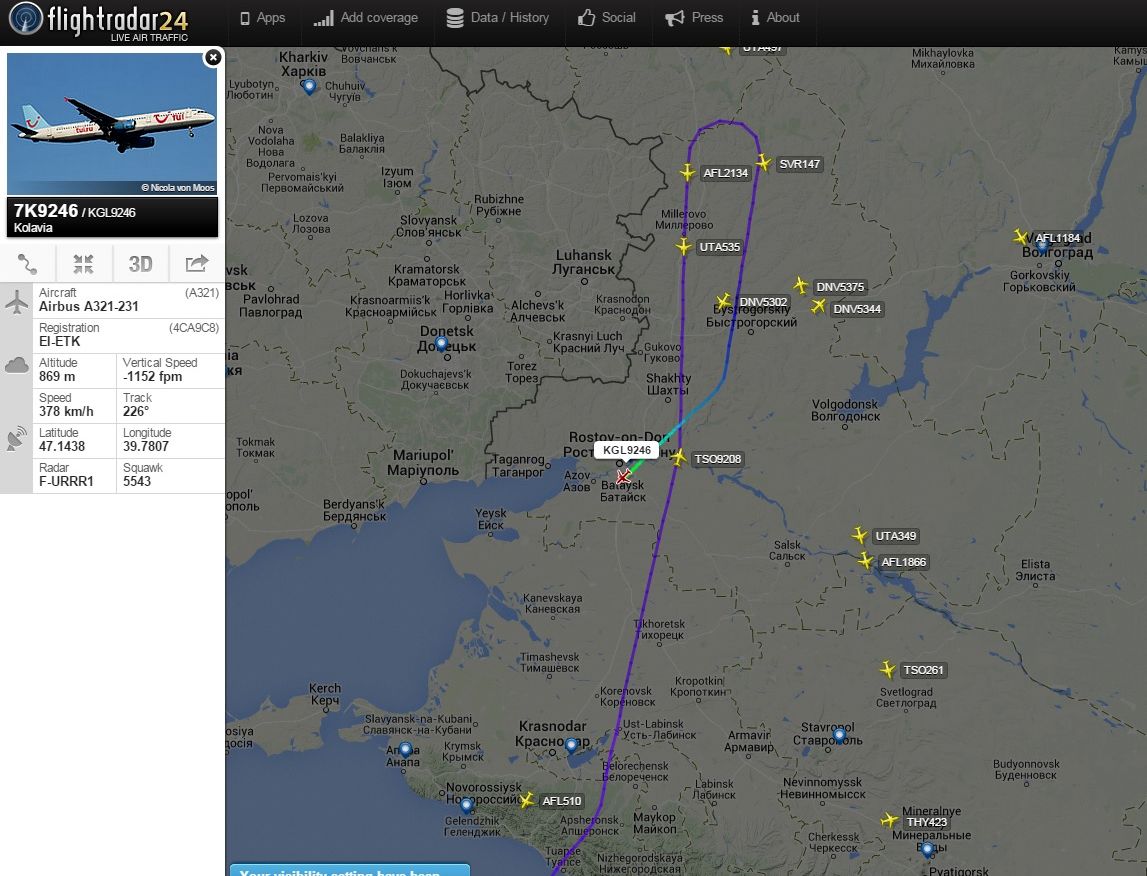 flightradar24
LIVE AIR TRAFFIC
Apps
Add coverage
Data / History
Social
Press
About
© Nicola von Moos
7K9246 / KGL9246
Kolavia
3D
Aircraft (A321)
Airbus A321-231
Registration (4CA9C8)
EI-ETK
Altitude
869 m
Vertical Speed
-1152 fpm
Speed
378 km/h
Track
226°
Latitude
47.1438
Longitude
39.7807
Radar
F-URRR1
Squawk
5543
UTA497
Kharkiv
Харків
Vovchans'k
Вовчанськ
Mykhailovka
Михайловка
Lyubotyn
Люботин
Chuhuiv
Чугуїв
Nova
Vodolaha
Нова
Водолага
Balakliya
Балаклія
Pervomais'kyi
Первомайський
Izyum
Ізюм
Rubizhne
Рубіжне
Lozova
Лозова
Slovyansk
Слов'янськ
Millerovo
Миллерово
AFL2134
SVR147
UTA535
AFL1184
Волгоград
Gorkovskiy
Горьковский
Luhansk
Луганськ
Kramatorsk
Краматорськ
Pavlohrad
Павлоград
Krasnoarmiis'k
Красноармійськ
Horlivka
Горлівка
Alchevs'k
Алчевськ
Krasnodon
Краснодон
DNV5375
DNV5302
DNV5344
Bystrogorskiy
Быстрогорский
Donetsk
Донецьк
Krasnyi Luch
Красний Луч
Gukovo
Гуково
Dokuchajevs'k
Докучаєвськ
Torez
Торез
Shakhty
Шахты
Volgodonsk
Волгодонск
Tokmak
Токмак
Mariupol'
Маріуполь
Taganrog
Таганрог
Rostov-on-Don
KGL9246
TSO9208
Azov
Азов
Bataysk
Батайск
Berdyans'k
Бердянськ
Yeysk
Ейск
UTA349
AFL1866
Salsk
Сальск
Elista
Элиста
Kanevskaya
Каневская
Tikhoretsk
Тихорецк
Timashevsk
Тимашевск
TSO261
Svetlograd
Светлоград
Kropotkin
Кропоткин
Korenovsk
Кореновск
Kerch
Керч
Slavyansk-na-Kubani
Славянск-на-Кубани
Krasnodar
Краснодар
Ust-Labinsk
Усть-Лабинск
Armavir
Армавир
Stavropol
Ставрополь
Anapa
Анапа
Krymsk
Крымск
Belorechensk
Белореченск
Labinsk
Лабинск
Nevinnomyssk
Невинномысск
Budyonnovsk
Буденновск
Novorossiysk
Новороссийск
AFL510
Gelendzhik
Геленджик
Apsheronsk
Апшеронск
Maykop
Майкоп
Mineralnye
THY423
Минеральные
Воды
Cherkessk
Черкесск
Tuapse
Туапсе
Nizhegorodskaya
Нижегородская
Pyatigorsk
Your visibility setting have been